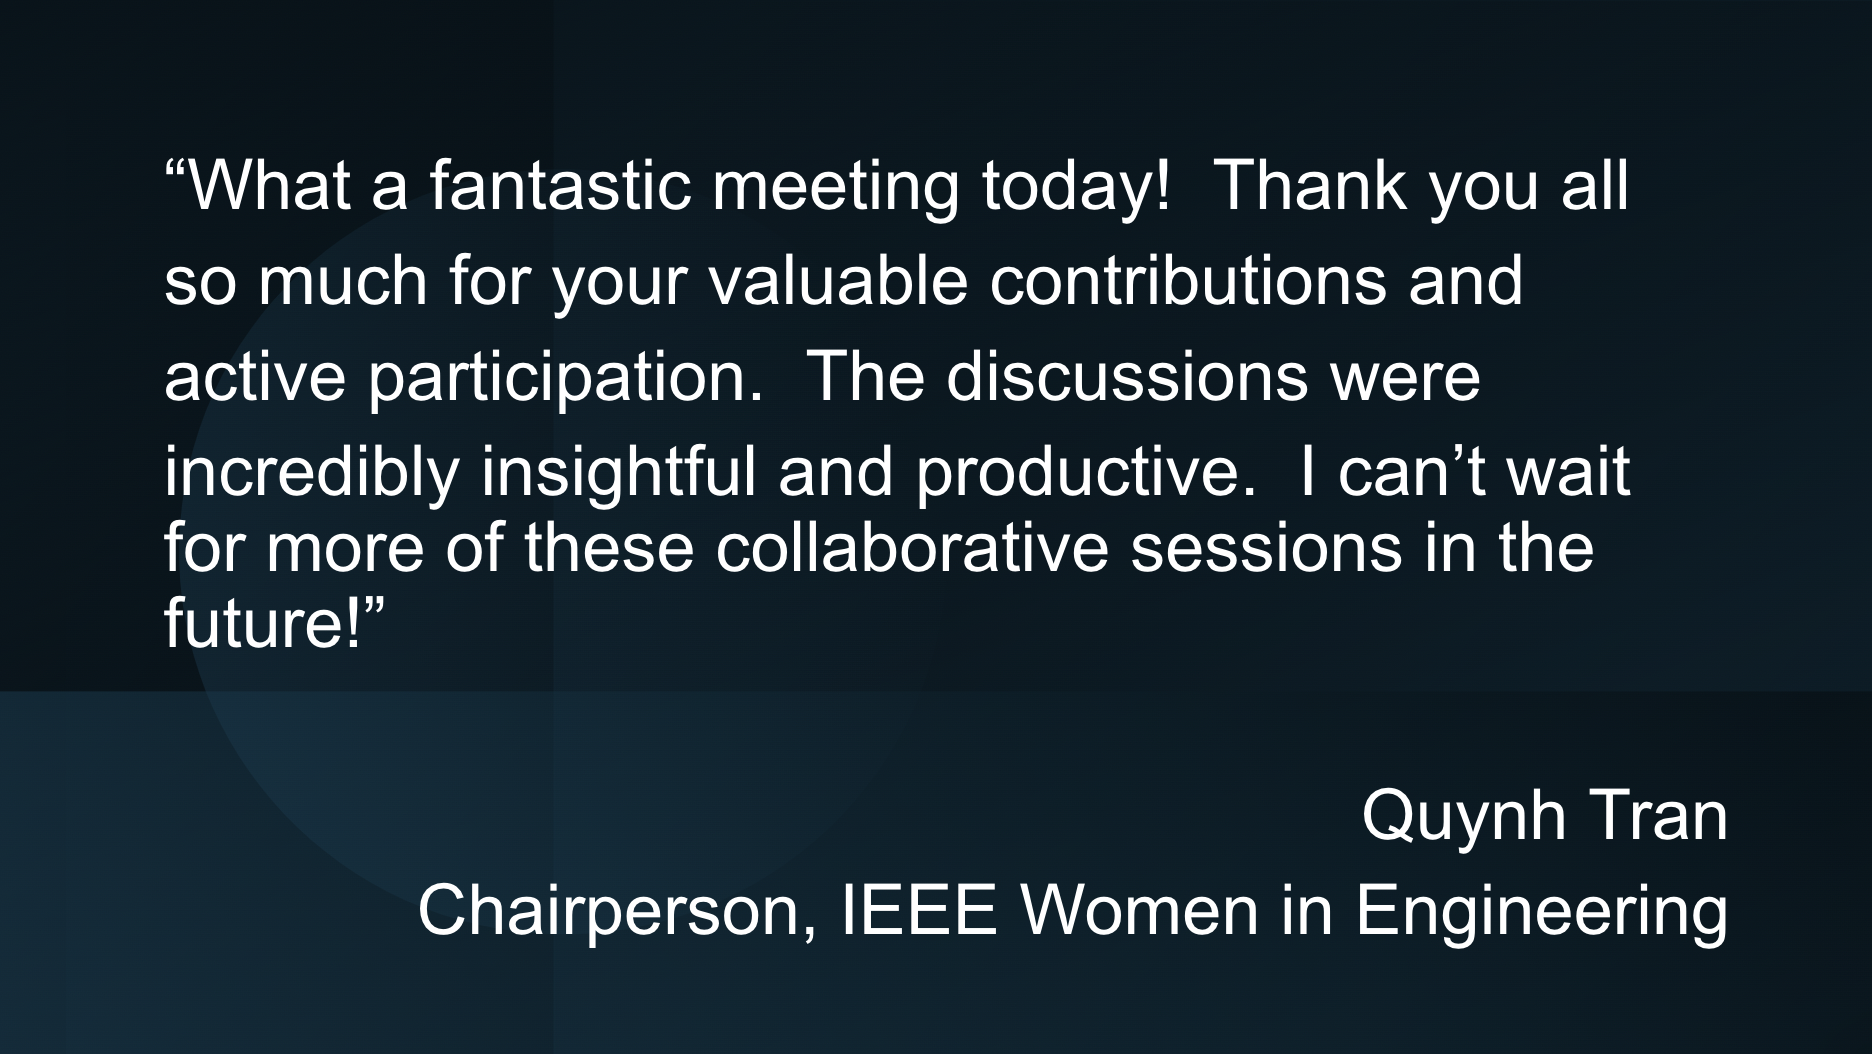 “What a fantastic meeting today!  Thank you all
so much for your valuable contributions and
active participation.  The discussions were
incredibly insightful and productive.  I can’t wait
for more of these collaborative sessions in the
future!”
Quynh Tran
Chairperson, IEEE Women in Engineering